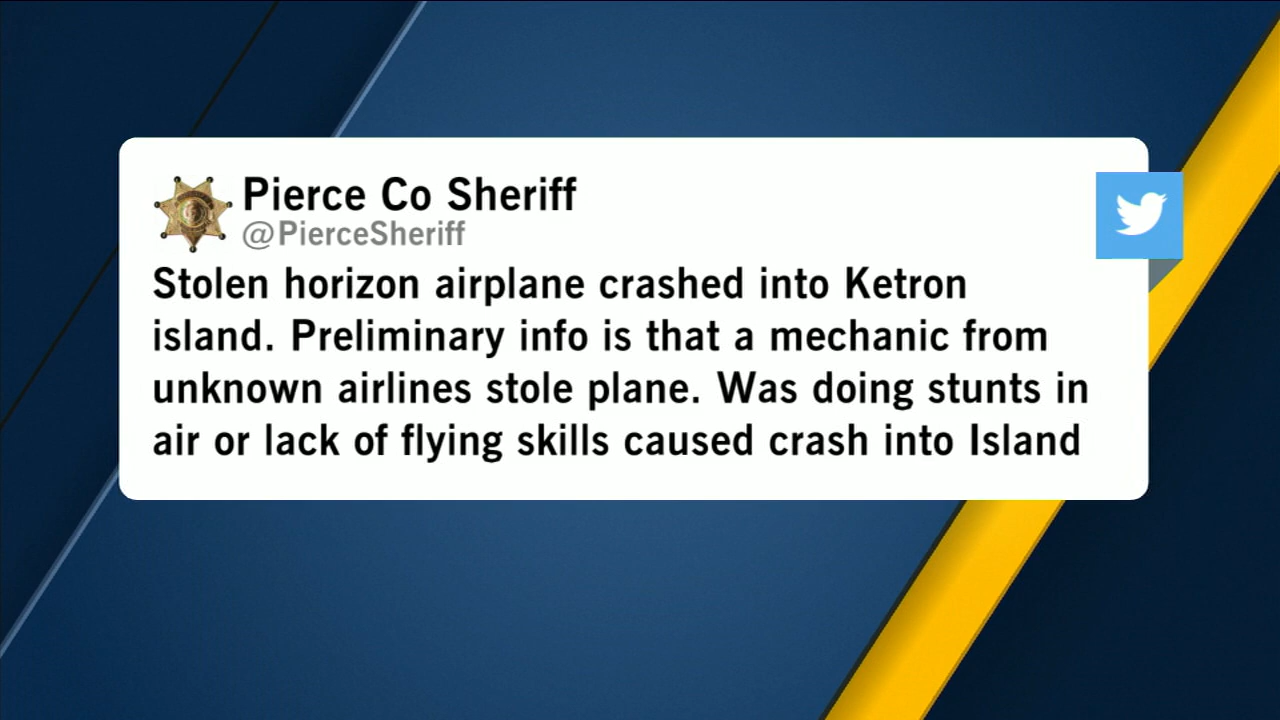 Pierce Co Sheriff
@PierceSheriff
Stolen horizon airplane crashed into Ketron
island. Preliminary info is that a mechanic from
unknown airlines stole plane. Was doing stunts in
air or lack of flying skills caused crash into Island